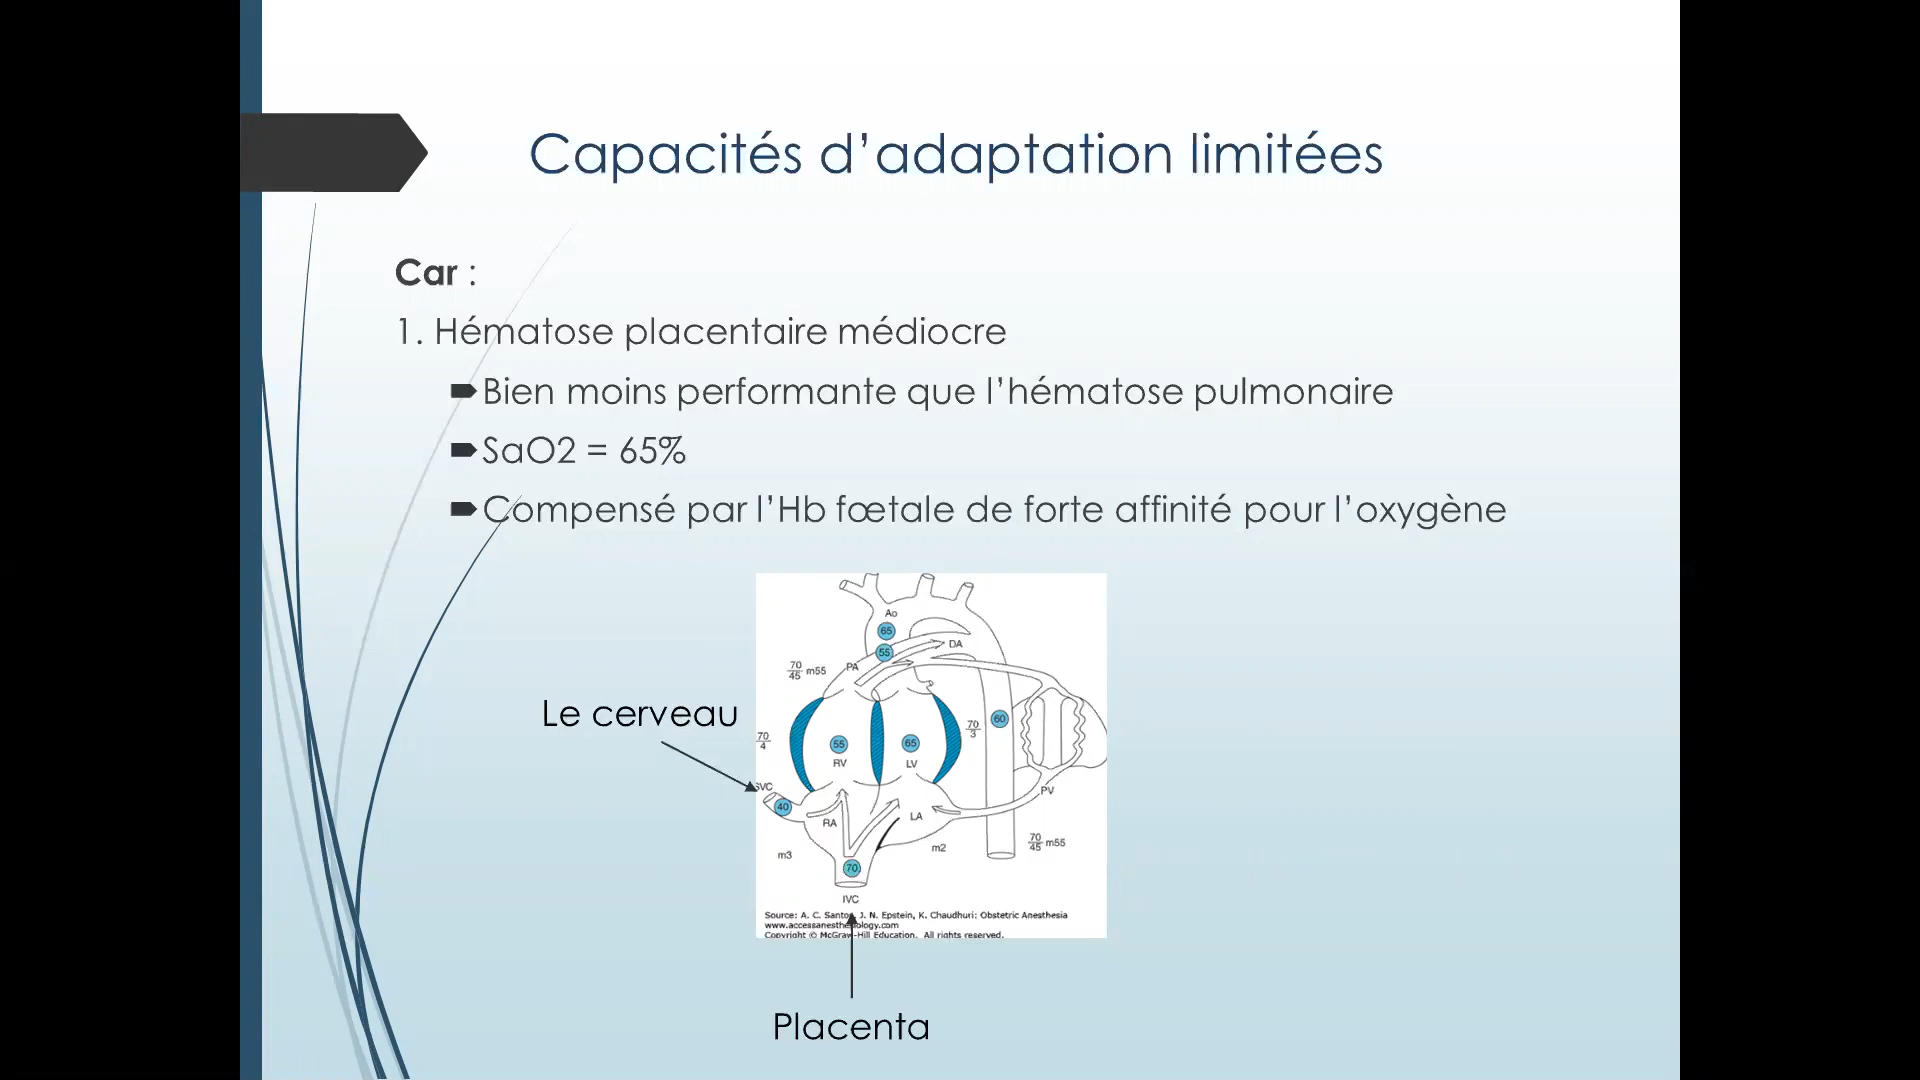 Capacités d’adaptation limitées
Car :
1. Hématose placentaire médiocre
Bien moins performante que l’hématose pulmonaire
SaO2 = 65%
Compensé par l’Hb fœtale de forte affinité pour l’oxygène
Ao
65
55
DA
PA
70/45 m55
Le cerveau
70/4
70/3
60
55
65
RV
LV
SVC
40
PV
RA
LA
m3
m2
70/45 m55
70
IVC
Source: A. C. Santos, J. N. Epstein, K. Chaudhuri: Obstetric Anesthesia
www.accessanesthesiology.com
Copyright © McGraw-Hill Education. All rights reserved.
Placenta